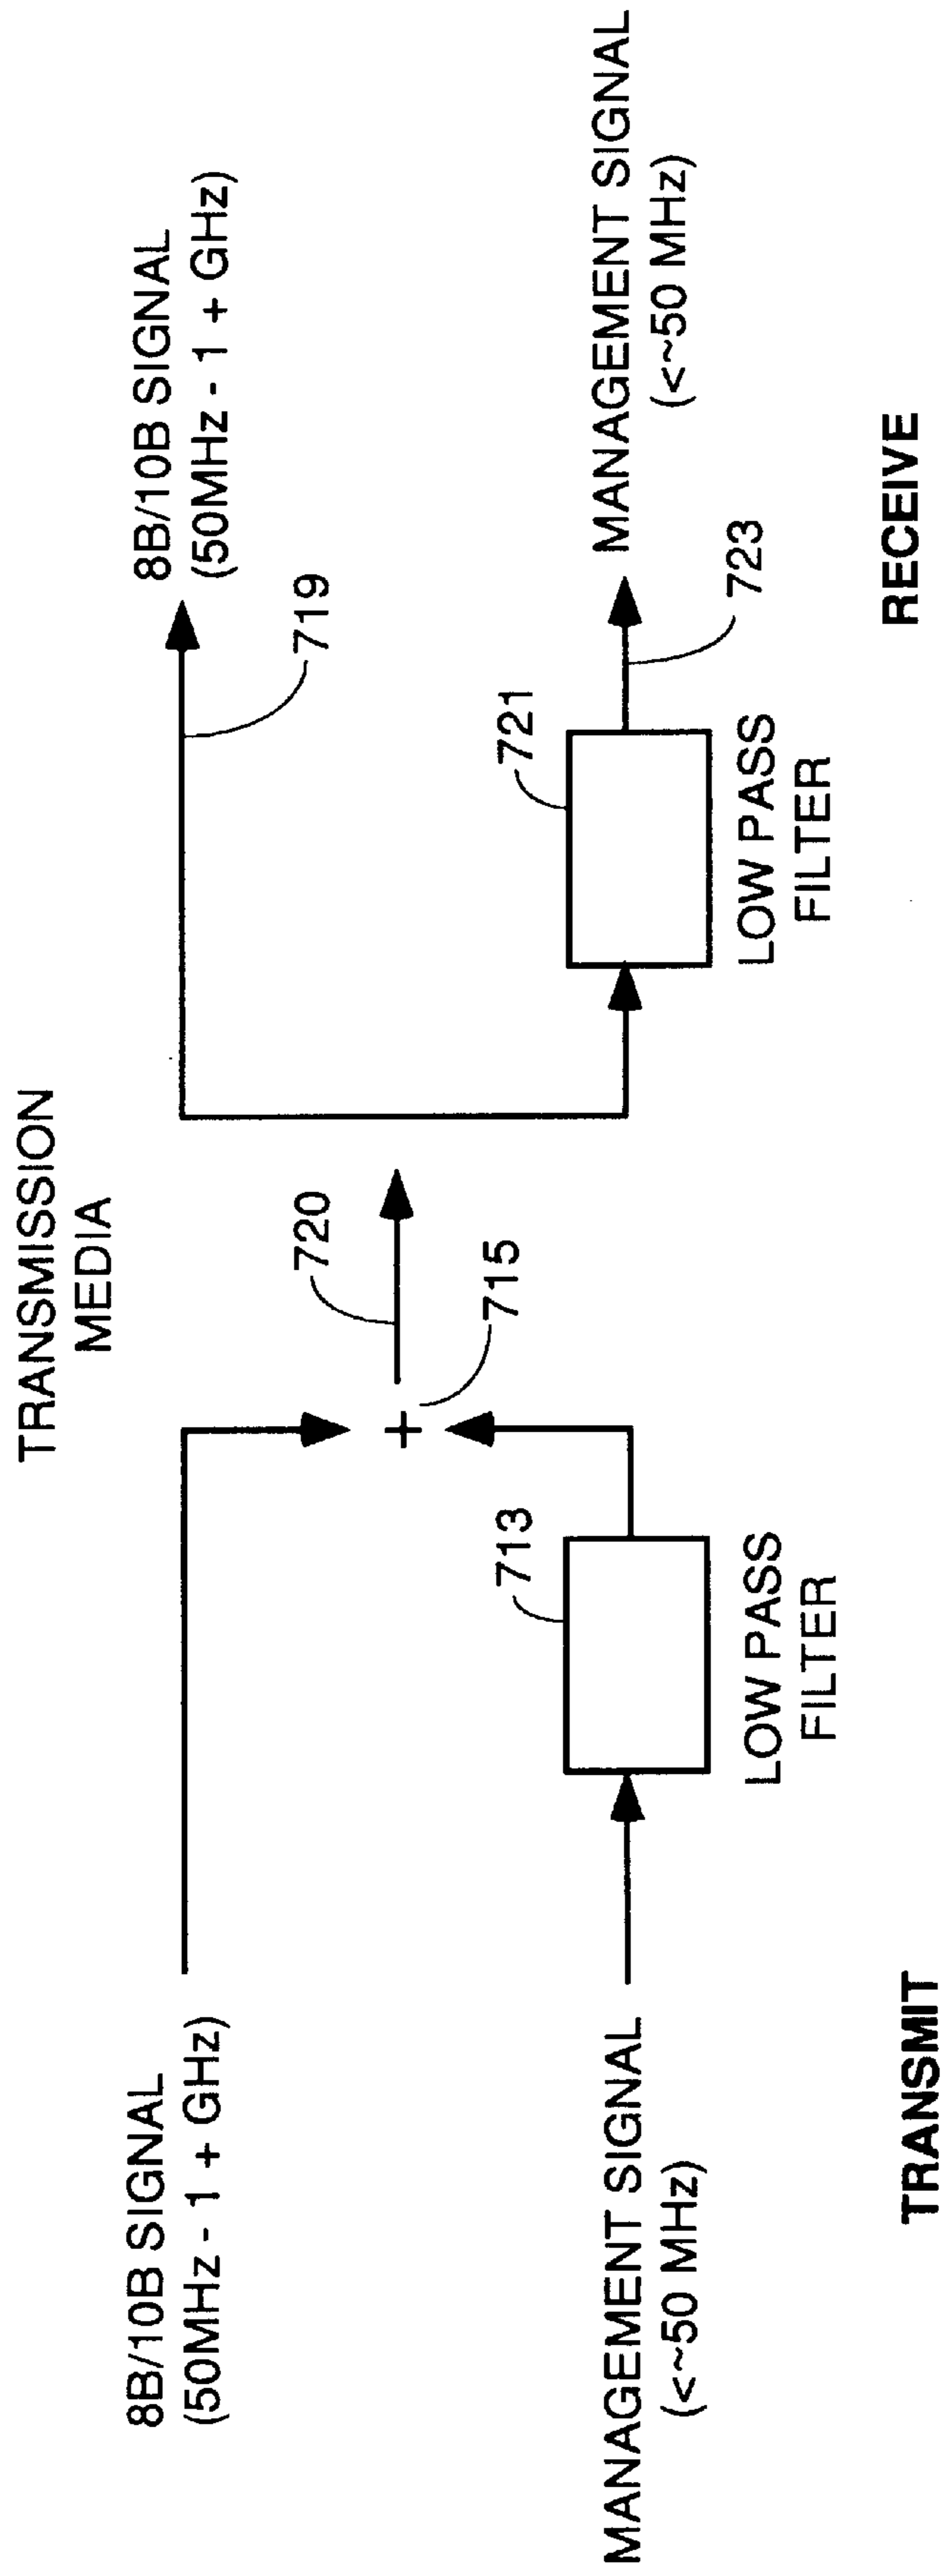 TRANSMISSION
MEDIA
8B/10B SIGNAL
(50MHz - 1 + GHz)
8B/10B SIGNAL
(50MHz - 1 + GHz)
719
720
715
713
721
723
MANAGEMENT SIGNAL
(<~50 MHz)
LOW PASS
FILTER
LOW PASS
FILTER
MANAGEMENT SIGNAL
(<~50 MHz)
+
TRANSMIT
RECEIVE